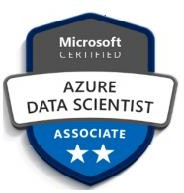 Microsoft
CERTIFIED
AZURE
DATA SCIENTIST
ASSOCIATE